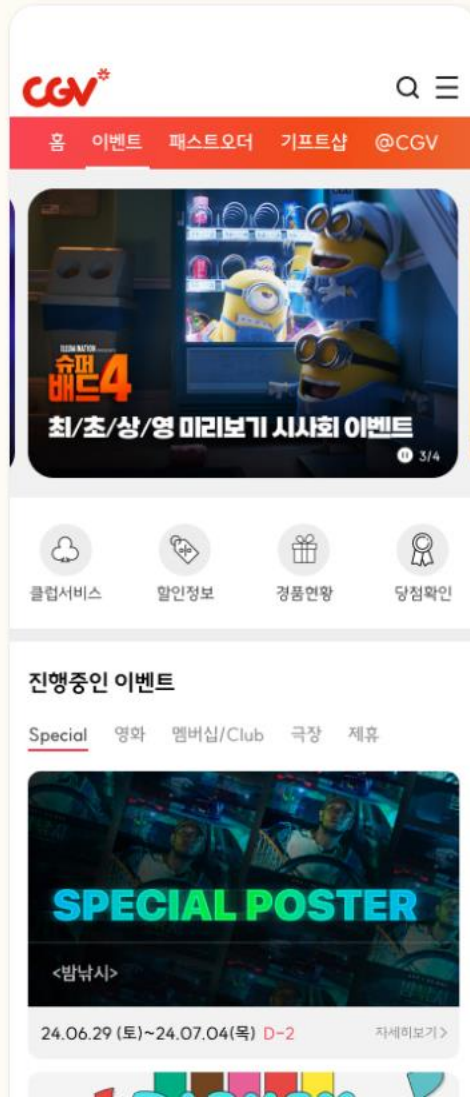 CGV
홈 이벤트 패스트오더 기프트샵 @CGV
슈퍼
배드4
최/초/상/영 미리보기 시사회 이벤트
3/4
클럽서비스 할인정보 경품현황 당첨확인
진행중인 이벤트
Special 영화 멤버십/Club 극장 제휴
SPECIAL POSTER
<밤낚시>
24.06.29 (토)~24.07.04(목) D-2 자세히보기>